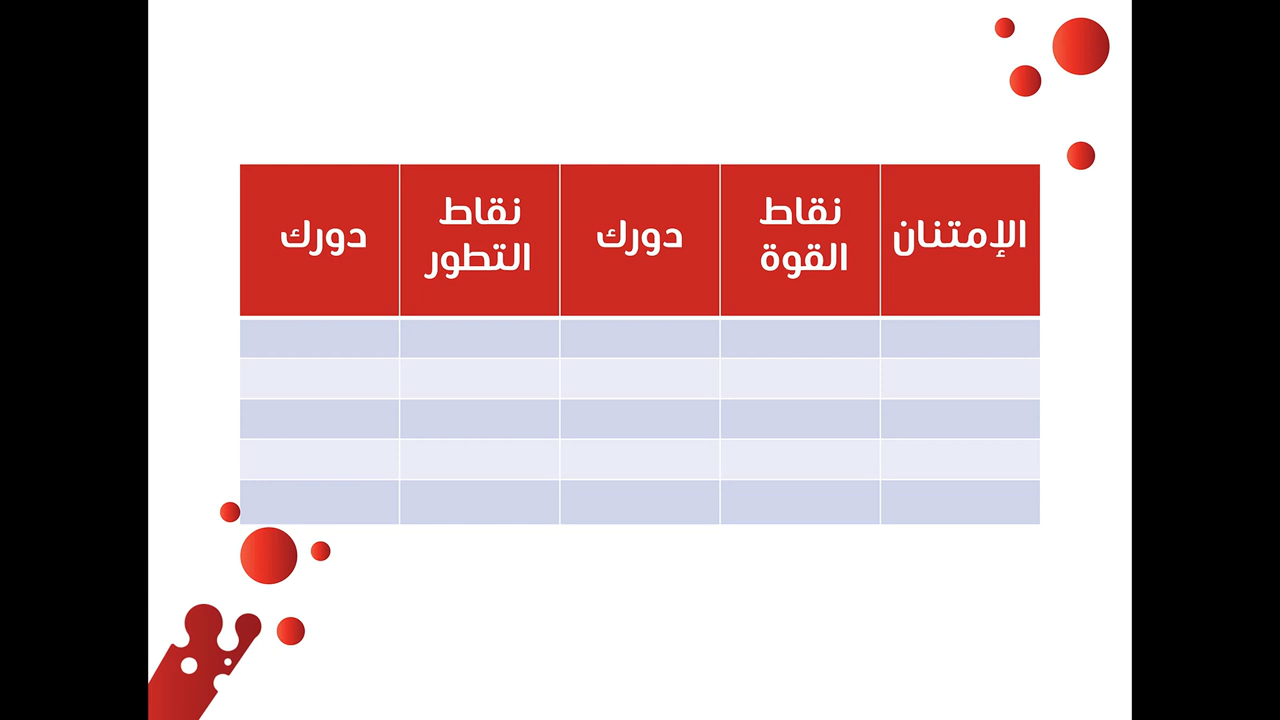 الإمتنان
نقاط
القوة
دورك
نقاط
التطور
دورك